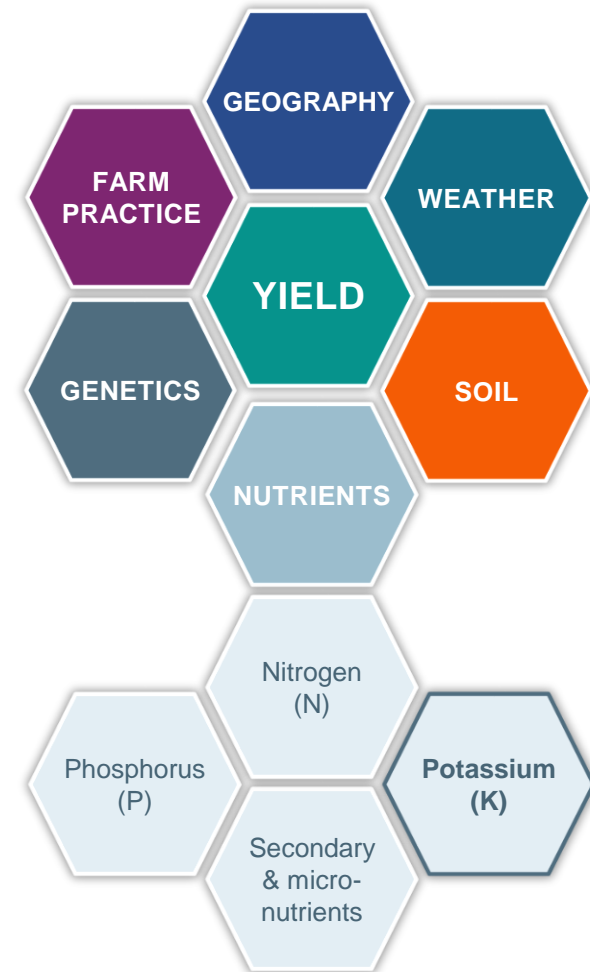 GEOGRAPHY
FARM
PRACTICE
WEATHER
YIELD
GENETICS
SOIL
NUTRIENTS
Nitrogen
(N)
Phosphorus
(P)
Potassium
(K)
Secondary
& micro-
nutrients